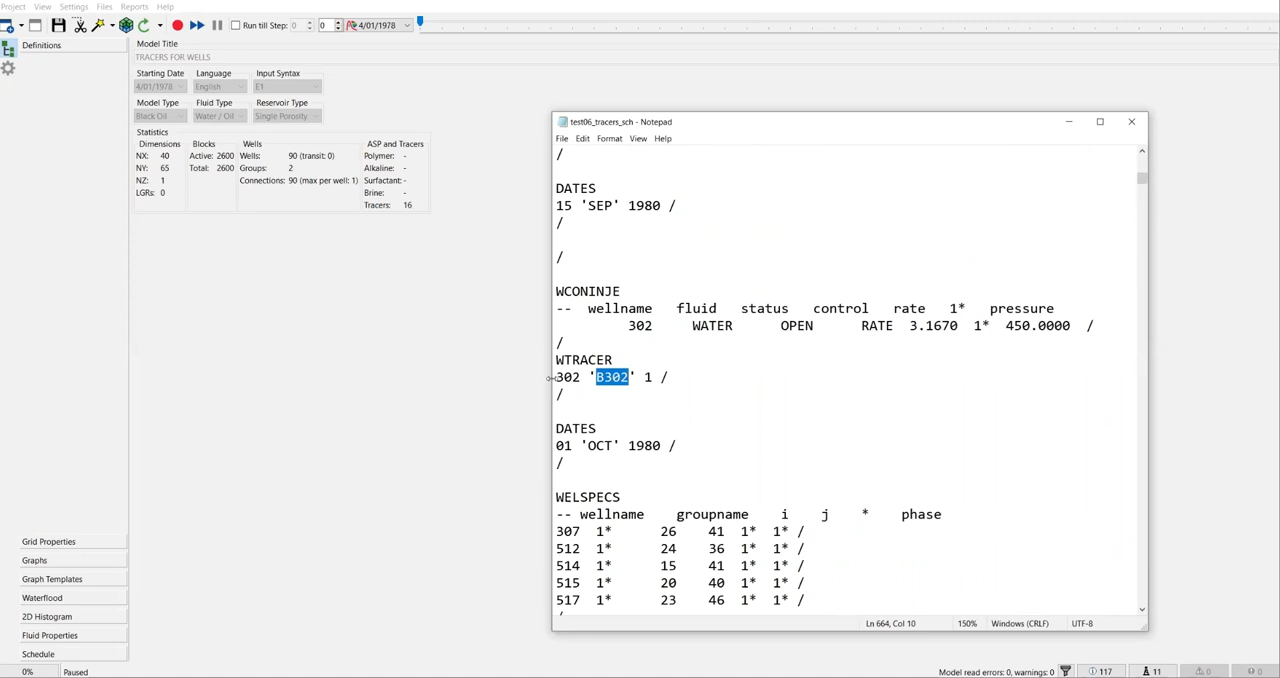 Project View Settings Files Reports Help
Run till Step: 0 0 4/01/1978
Definitions
Model Title
TRACERS FOR WELLS
Starting Date Language Input Syntax
4/01/1978 English E1
Model Type Fluid Type Reservoir Type
Black Oil Water / Oil Single Porosity
Statistics
Dimensions Blocks Wells ASP and Tracers
NX: 40 Active: 2600 Wells: 90 (transit: 0) Polymer: -
NY: 65 Total: 2600 Groups: 2 Alkaline: -
NZ: 1 Connections: 90 (max per well: 1) Surfactant: -
LGRs: 0 Brine: -
Tracers: 16
test06_tracers_sch - Notepad
File Edit Format View Help
/
DATES
15 'SEP' 1980 /
/
/
WCONINJE
-- wellname fluid status control rate 1* pressure
302 WATER OPEN RATE 3.1670 1* 450.0000 /
/
WTRACER
302 'B302' 1 /
/
DATES
01 'OCT' 1980 /
/
WELSPECS
-- wellname groupname i j * phase
307 1* 26 41 1* 1* /
512 1* 24 36 1* 1* /
514 1* 15 41 1* 1* /
515 1* 20 40 1* 1* /
517 1* 23 46 1* 1* /
Ln 664, Col 10 150% Windows (CRLF) UTF-8
Grid Properties
Graphs
Graph Templates
Waterflood
2D Histogram
Fluid Properties
Schedule
0% Paused Model read errors: 0, warnings: 0 117 11 0 0